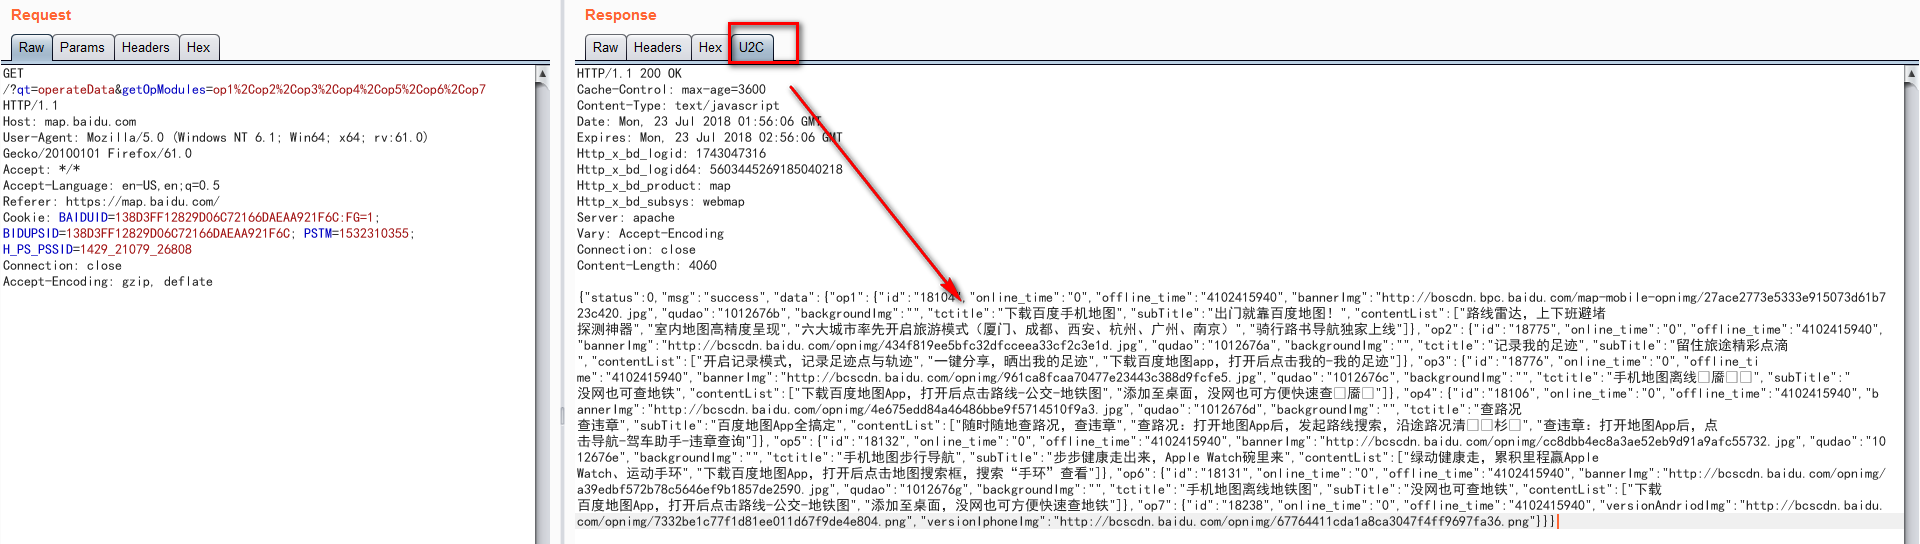 Request
Raw Params Headers Hex
GET
/?qt=operateData&getOpModules=op1%2Cop2%2Cop3%2Cop4%2Cop5%2Cop6%2Cop7
HTTP/1.1
Host: map.baidu.com
User-Agent: Mozilla/5.0 (Windows NT 6.1; Win64; x64; rv:61.0)
Gecko/20100101 Firefox/61.0
Accept: */*
Accept-Language: en-US,en;q=0.5
Referer: https://map.baidu.com/
Cookie: BAIDUID=138D3FF12829D06C72166DAEAA921F6C:FG=1;
BIDUPSID=138D3FF12829D06C72166DAEAA921F6C; PSTM=1532310355;
H_PS_PSSID=1429_21079_26808
Connection: close
Accept-Encoding: gzip, deflate
Response
Raw Headers Hex U2C
HTTP/1.1 200 OK
Cache-Control: max-age=3600
Content-Type: text/javascript
Date: Mon, 23 Jul 2018 01:56:06 GMT
Expires: Mon, 23 Jul 2018 02:56:06 GMT
Http_x_bd_logid: 1743047316
Http_x_bd_logid64: 5603445269185040218
Http_x_bd_product: map
Http_x_bd_subsys: webmap
Server: apache
Vary: Accept-Encoding
Connection: close
Content-Length: 4060
{"status":0,"msg":"success","data":{"op1":{"id":"18104","online_time":"0","offline_time":"4102415940","bannerImg":"http://boscdn.bpc.baidu.com/map-mobile-opnimg/27ace2773e5333e915073d61b7
23c420.jpg","qudao":"1012676b","backgroundImg":"","tctitle":"下载百度手机地图","subTitle":"出门就靠百度地图！","contentList":["路线雷达，上下班避堵
探测神器","室内地图高精度呈现","六大城市率先开启旅游模式（厦门、成都、西安、杭州、广州、南京）","骑行路书导航独家上线"]},"op2":{"id":"18775","online_time":"0","offline_time":"4102415940",
"bannerImg":"http://bcscdn.baidu.com/opnimg/434f819ee5bfc32dfcceea33cf2c3e1d.jpg","qudao":"1012676a","backgroundImg":"","tctitle":"记录我的足迹","subTitle":"留住旅途精彩点滴
","contentList":["开启记录模式，记录足迹点与轨迹","一键分享，晒出我的足迹","下载百度地图app，打开后点击我的-我的足迹"]},"op3":{"id":"18776","online_time":"0","offline_ti
me":"4102415940","bannerImg":"http://bcscdn.baidu.com/opnimg/961ca8fcaa70477e23443c388d9fcfe5.jpg","qudao":"1012676c","backgroundImg":"","tctitle":"手机地图离线□厬□□","subTitle":"
没网也可查地铁","contentList":["下载百度地图App，打开后点击路线-公交-地铁图","添加至桌面，没网也可方便快速查□厬□"]},"op4":{"id":"18106","online_time":"0","offline_time":"4102415940","b
annerImg":"http://bcscdn.baidu.com/opnimg/4e675edd84a46486bbe9f5714510f9a3.jpg","qudao":"1012676d","backgroundImg":"","tctitle":"查路况
查违章","subTitle":"百度地图App全搞定","contentList":["随时随地查路况，查违章","查路况：打开地图App后，发起路线搜索，沿途路况清□□杉□","查违章：打开地图App后，点
击导航-驾车助手-违章查询"]},"op5":{"id":"18132","online_time":"0","offline_time":"4102415940","bannerImg":"http://bcscdn.baidu.com/opnimg/cc8dbb4ec8a3ae52eb9d91a9afc55732.jpg","qudao":"10
12676e","backgroundImg":"","tctitle":"手机地图步行导航","subTitle":"步步健康走出来，Apple Watch碗里来","contentList":["绿动健康走，累积里程赢Apple
Watch、运动手环","下载百度地图App，打开后点击地图搜索框，搜索“手环”查看"]},"op6":{"id":"18131","online_time":"0","offline_time":"4102415940","bannerImg":"http://bcscdn.baidu.com/opnimg/
a39edbf572b78c5646ef9b1857de2590.jpg","qudao":"1012676g","backgroundImg":"","tctitle":"手机地图离线地铁图","subTitle":"没网也可查地铁","contentList":["下载
百度地图App，打开后点击路线-公交-地铁图","添加至桌面，没网也可方便快速查地铁"]},"op7":{"id":"18238","online_time":"0","offline_time":"4102415940","versionAndriodImg":"http://bcscdn.baidu.
com/opnimg/7332be1c77f1d81ee011d67f9de4e804.png","versionIphoneImg":"http://bcscdn.baidu.com/opnimg/67764411cda1a8ca3047f4ff9697fa36.png"}}}